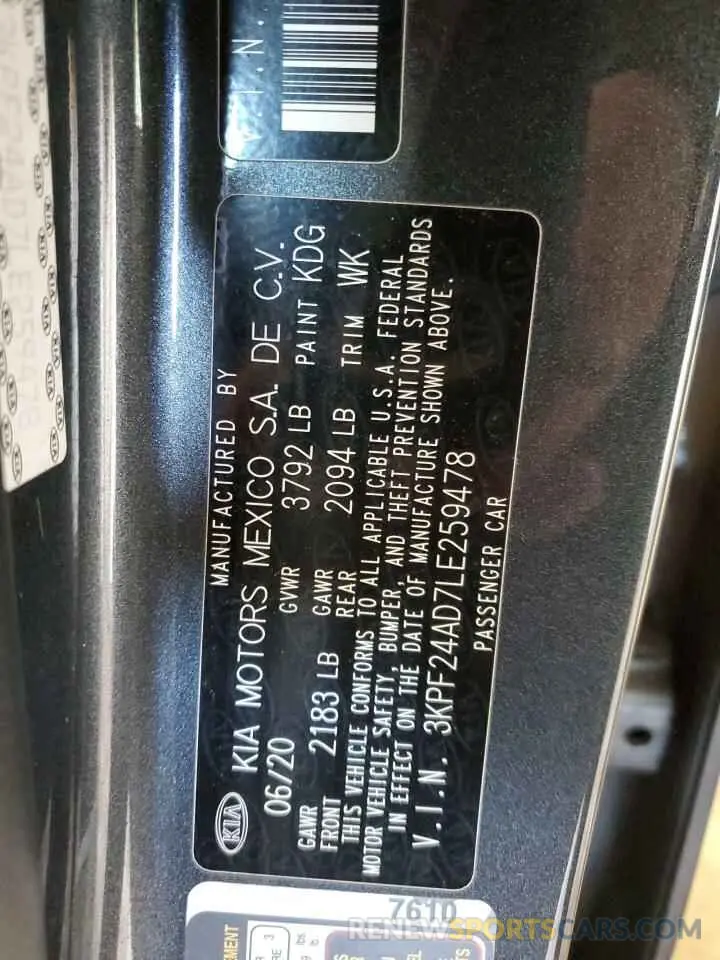 V.I.N.
KIA
MANUFACTURED BY
KIA MOTORS MEXICO S.A. DE C.V.
06/20 GVWR 3792 LB PAINT KDG
GAWR FRONT 2183 LB GAWR REAR 2094 LB TRIM WK
THIS VEHICLE CONFORMS TO ALL APPLICABLE U.S.A. FEDERAL
MOTOR VEHICLE SAFETY, BUMPER, AND THEFT PREVENTION STANDARDS
IN EFFECT ON THE DATE OF MANUFACTURE SHOWN ABOVE.
V.I.N. 3KPF24AD7LE259478
PASSENGER CAR
7610
RENEWSPORTSCARS.COM